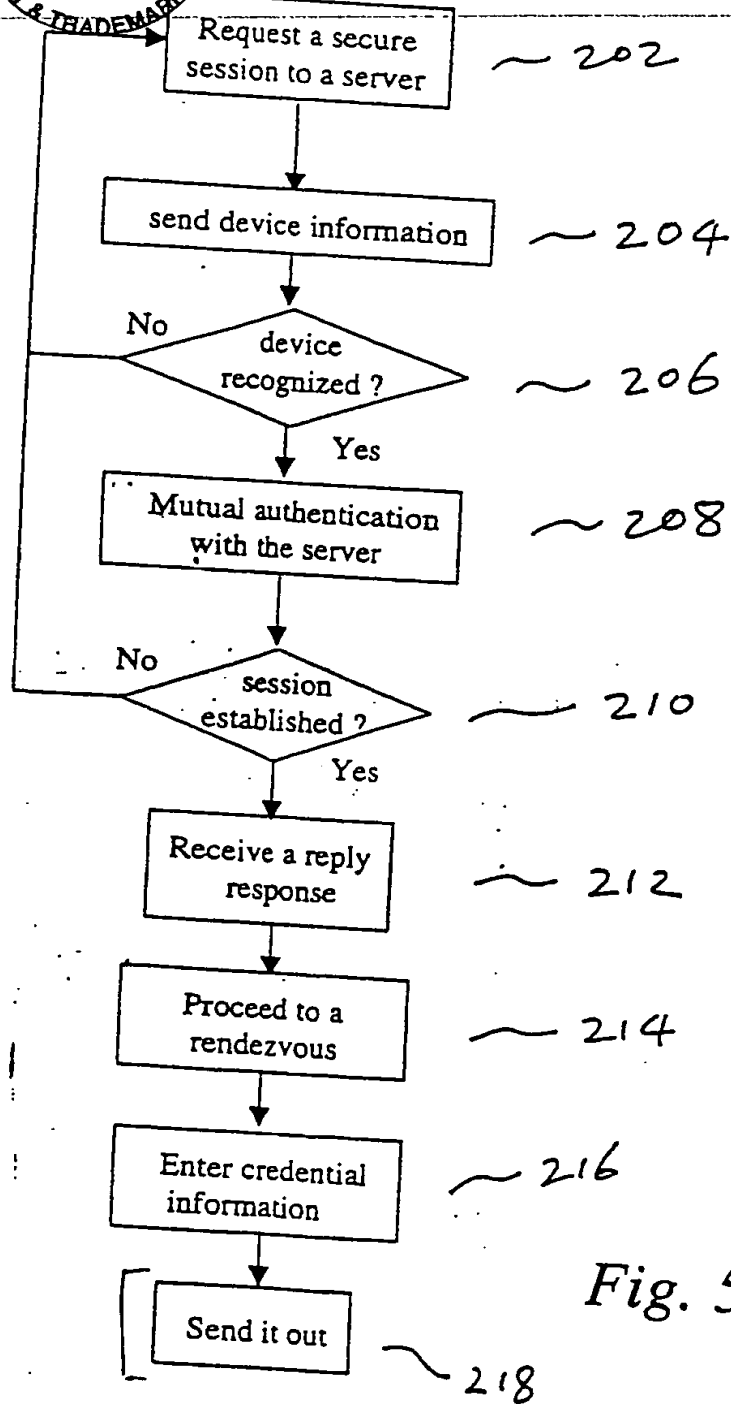 & TRADEMAR
Request a secure
session to a server
202
send device information
204
No
device
recognized ?
206
Yes
Mutual authentication
with the server
208
No
session
established ?
210
Yes
Receive a reply
response
212
Proceed to a
rendezvous
214
Enter credential
information
216
Fig.
Send it out
218